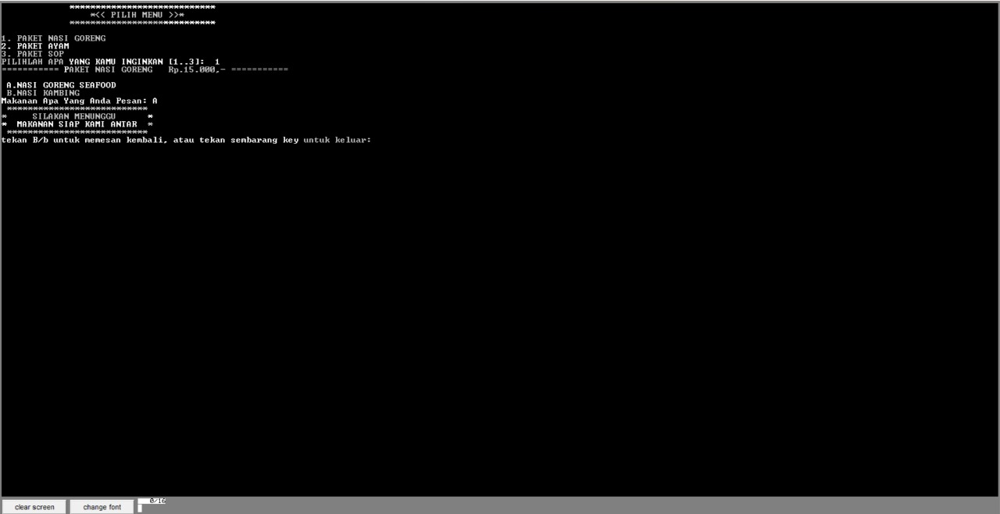 ****************************
*<< PILIH MENU >>*
****************************
1. PAKET NASI GORENG
2. PAKET AYAM
3. PAKET SOP
PILIHLAH APA YANG KAMU INGINKAN [1..3]: 1
=========== PAKET NASI GORENG Rp.15.000,- ===========
A.NASI GORENG SEAFOOD
B.NASI KAMBING
Makanan Apa Yang Anda Pesan: A
***************************
* SILAKAN MENUNGGU *
* MAKANAN SIAP KAMI ANTAR *
***************************
tekan B/b untuk memesan kembali, atau tekan sembarang key untuk keluar:
clear screen change font 0/16